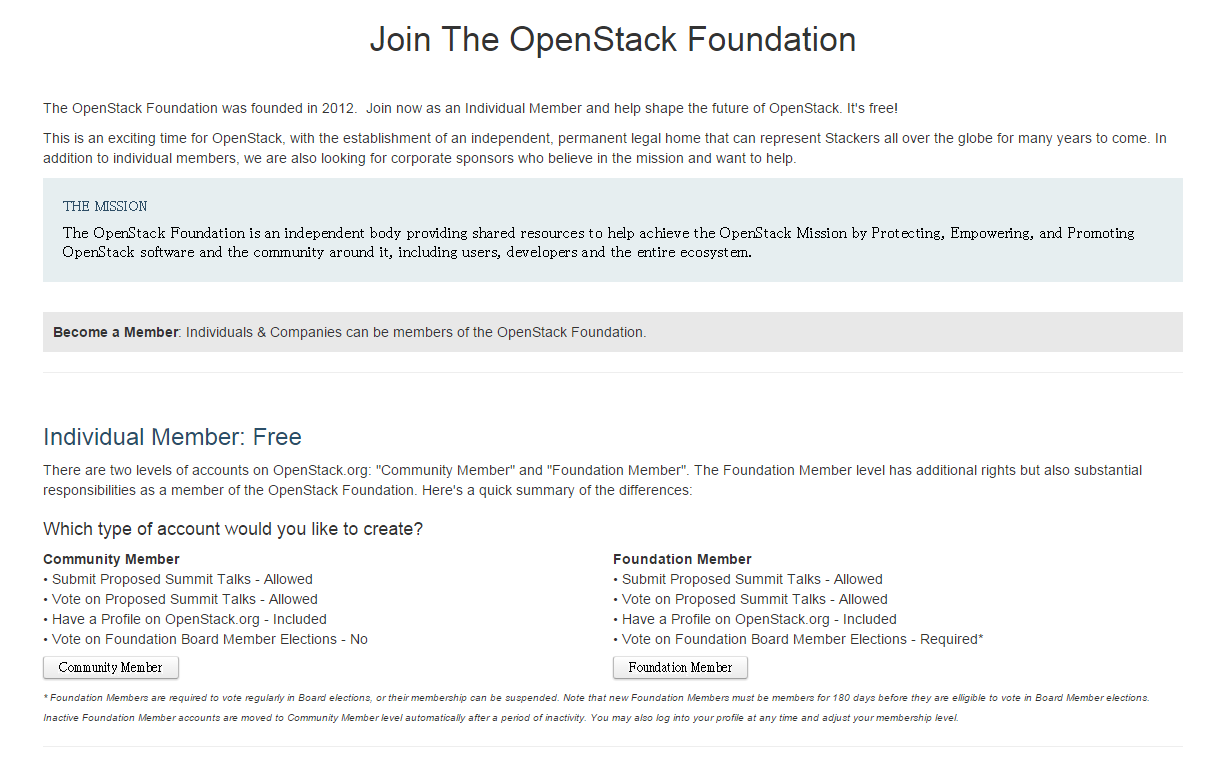 Join The OpenStack Foundation
The OpenStack Foundation was founded in 2012.  Join now as an Individual Member and help shape the future of OpenStack. It's free!
This is an exciting time for OpenStack, with the establishment of an independent, permanent legal home that can represent Stackers all over the globe for many years to come. In
addition to individual members, we are also looking for corporate sponsors who believe in the mission and want to help.
THE MISSION
The OpenStack Foundation is an independent body providing shared resources to help achieve the OpenStack Mission by Protecting, Empowering, and Promoting
OpenStack software and the community around it, including users, developers and the entire ecosystem.
Become a Member: Individuals & Companies can be members of the OpenStack Foundation.
Individual Member: Free
There are two levels of accounts on OpenStack.org: "Community Member" and "Foundation Member". The Foundation Member level has additional rights but also substantial
responsibilities as a member of the OpenStack Foundation. Here's a quick summary of the differences:
Which type of account would you like to create?
Community Member
• Submit Proposed Summit Talks - Allowed
• Vote on Proposed Summit Talks - Allowed
• Have a Profile on OpenStack.org - Included
• Vote on Foundation Board Member Elections - No
Community Member
Foundation Member
• Submit Proposed Summit Talks - Allowed
• Vote on Proposed Summit Talks - Allowed
• Have a Profile on OpenStack.org - Included
• Vote on Foundation Board Member Elections - Required*
Foundation Member
* Foundation Members are required to vote regularly in Board elections, or their membership can be suspended. Note that new Foundation Members must be members for 180 days before they are elligible to vote in Board Member elections.
Inactive Foundation Member accounts are moved to Community Member level automatically after a period of inactivity. You may also log into your profile at any time and adjust your membership level.